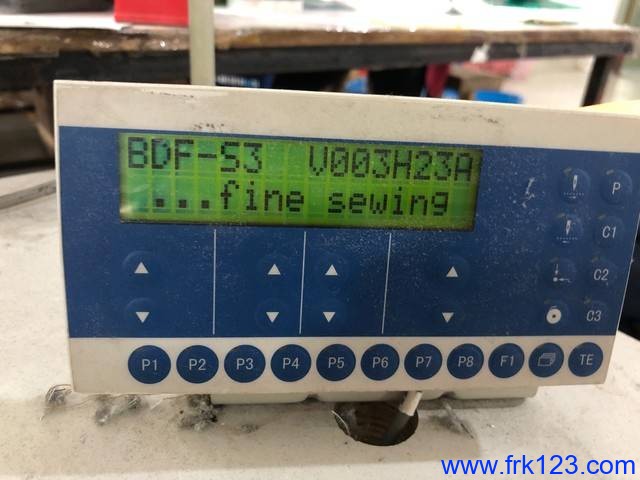 BDF-S3 V003H23A
...fine sewing
P
C1
C2
C3
P1 P2 P3 P4 P5 P6 P7 P8 F1 TE
www.frk123.com